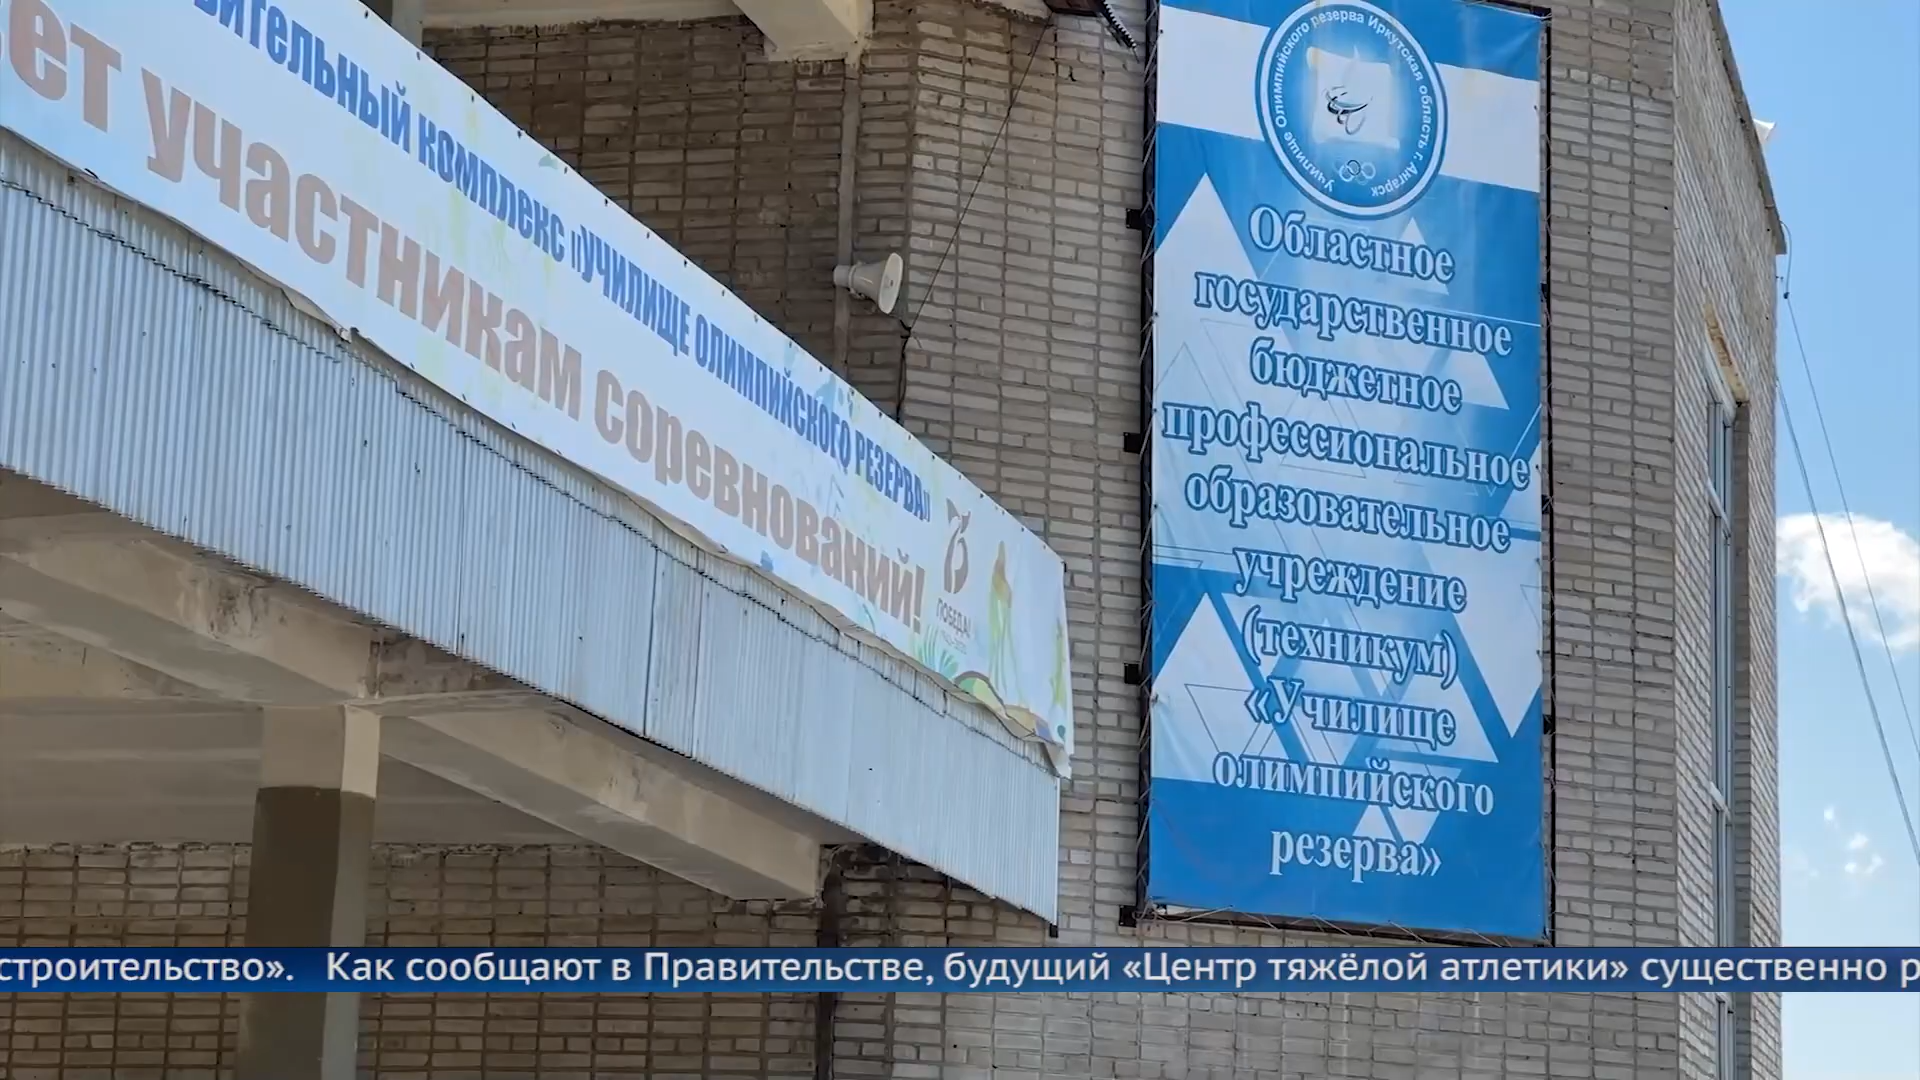 вительный комплекс "УЧИЛИЩЕ ОЛИМПИЙСКОГО РЕЗЕРВА"
ет участникам соревнований!
75
ПОБЕДА!
Училище Олимпийского резерва Иркутская область г. Ангарск
Областное
государственное
бюджетное
профессиональное
образовательное
учреждение
(техникум)
«Училище
олимпийского
резерва»
строительство».   Как сообщают в Правительстве, будущий «Центр тяжёлой атлетики» существенно р